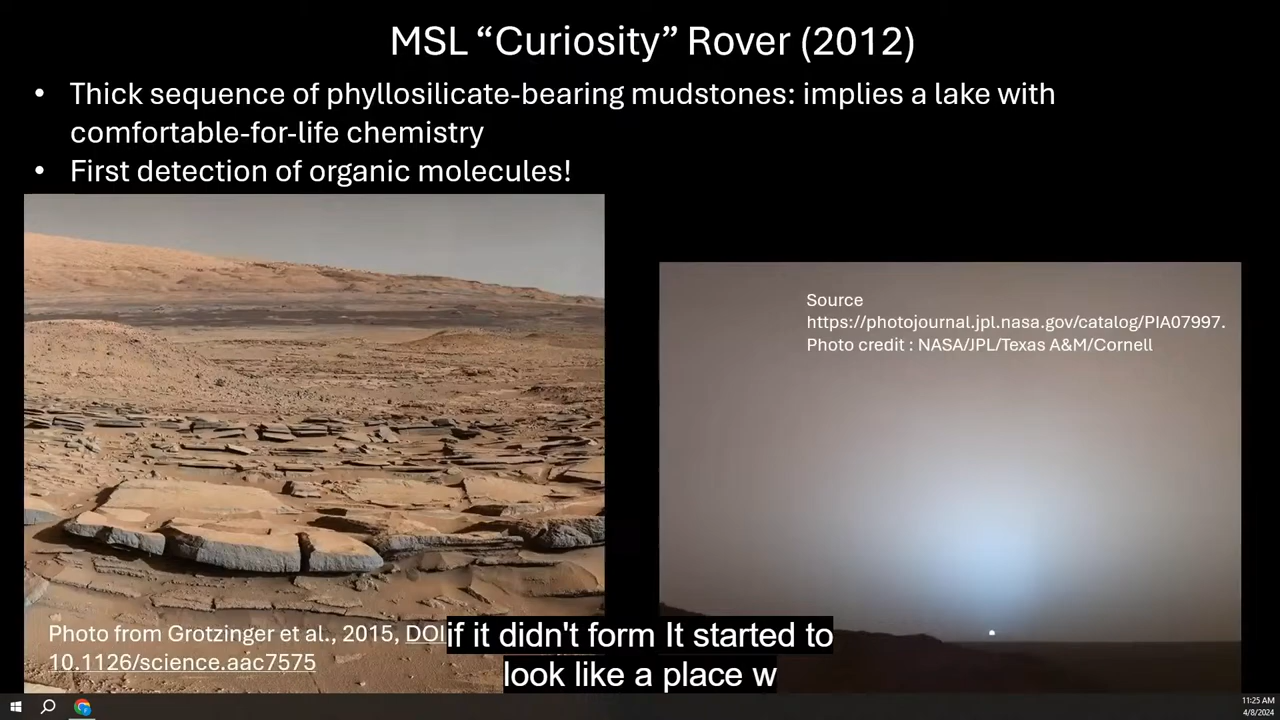 MSL “Curiosity” Rover (2012)
• Thick sequence of phyllosilicate-bearing mudstones: implies a lake with
comfortable-for-life chemistry
• First detection of organic molecules!
Source
https://photojournal.jpl.nasa.gov/catalog/PIA07997.
Photo credit : NASA/JPL/Texas A&M/Cornell
Photo from Grotzinger et al., 2015, DOI
10.1126/science.aac7575
if it didn't form It started to
look like a place w
11:25 AM
4/8/2024